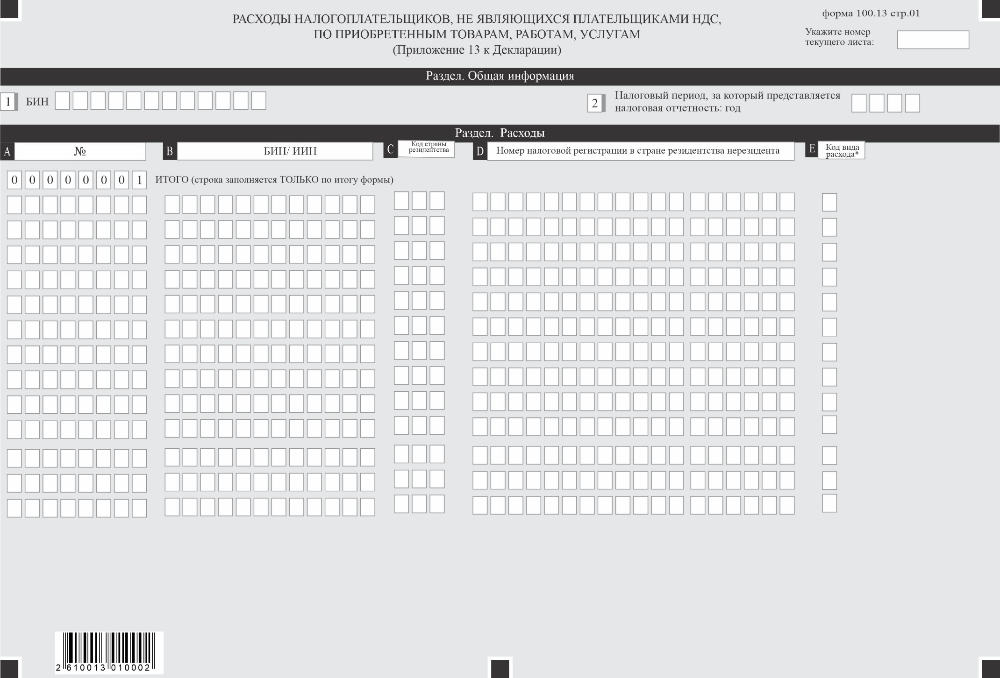 форма 100.13 стр.01
РАСХОДЫ НАЛОГОПЛАТЕЛЬЩИКОВ, НЕ ЯВЛЯЮЩИХСЯ ПЛАТЕЛЬЩИКАМИ НДС,
ПО ПРИОБРЕТЕННЫМ ТОВАРАМ, РАБОТАМ, УСЛУГАМ
(Приложение 13 к Декларации)
Укажите номер
текущего листа:
Раздел. Общая информация
1 БИН
2 Налоговый период, за который представляется
налоговая отчетность: год
Раздел. Расходы
A №
B БИН/ ИИН
C Код страны
резидентства
D Номер налоговой регистрации в стране резидентства нерезидента
E Код вида
расхода*
0 0 0 0 0 0 0 1 ИТОГО (строка заполняется ТОЛЬКО по итогу формы)
2 610013 010002